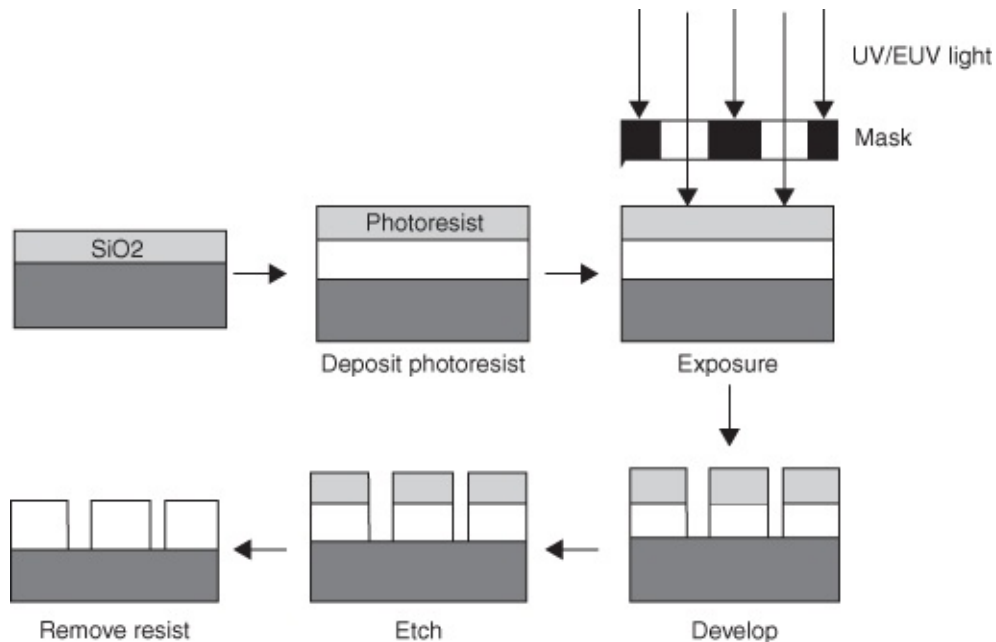 UV/EUV light
Mask
SiO2
Photoresist
Deposit photoresist
Exposure
Remove resist
Etch
Develop